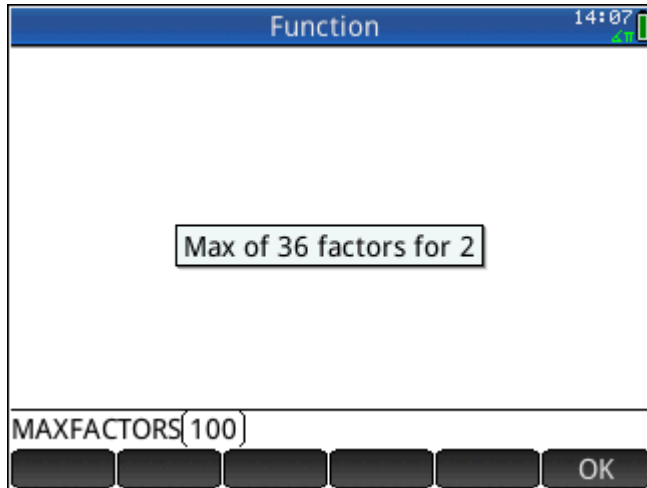 Function
14:07
∡π
Max of 36 factors for 2
MAXFACTORS(100)
OK